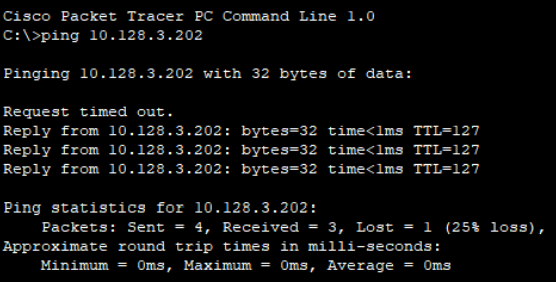 Cisco Packet Tracer PC Command Line 1.0
C:\>ping 10.128.3.202
Pinging 10.128.3.202 with 32 bytes of data:
Request timed out.
Reply from 10.128.3.202: bytes=32 time<1ms TTL=127
Reply from 10.128.3.202: bytes=32 time<1ms TTL=127
Reply from 10.128.3.202: bytes=32 time<1ms TTL=127
Ping statistics for 10.128.3.202:
Packets: Sent = 4, Received = 3, Lost = 1 (25% loss),
Approximate round trip times in milli-seconds:
Minimum = 0ms, Maximum = 0ms, Average = 0ms